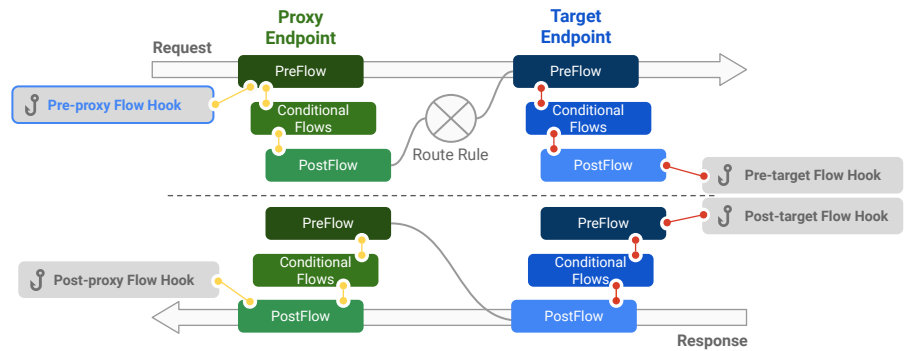 Proxy
Endpoint
Target
Endpoint
Request
PreFlow
PreFlow
Pre-proxy Flow Hook
Conditional
Flows
Conditional
Flows
Route Rule
PostFlow
PostFlow
Pre-target Flow Hook
Post-target Flow Hook
PreFlow
PreFlow
Conditional
Flows
Conditional
Flows
Post-proxy Flow Hook
PostFlow
PostFlow
Response